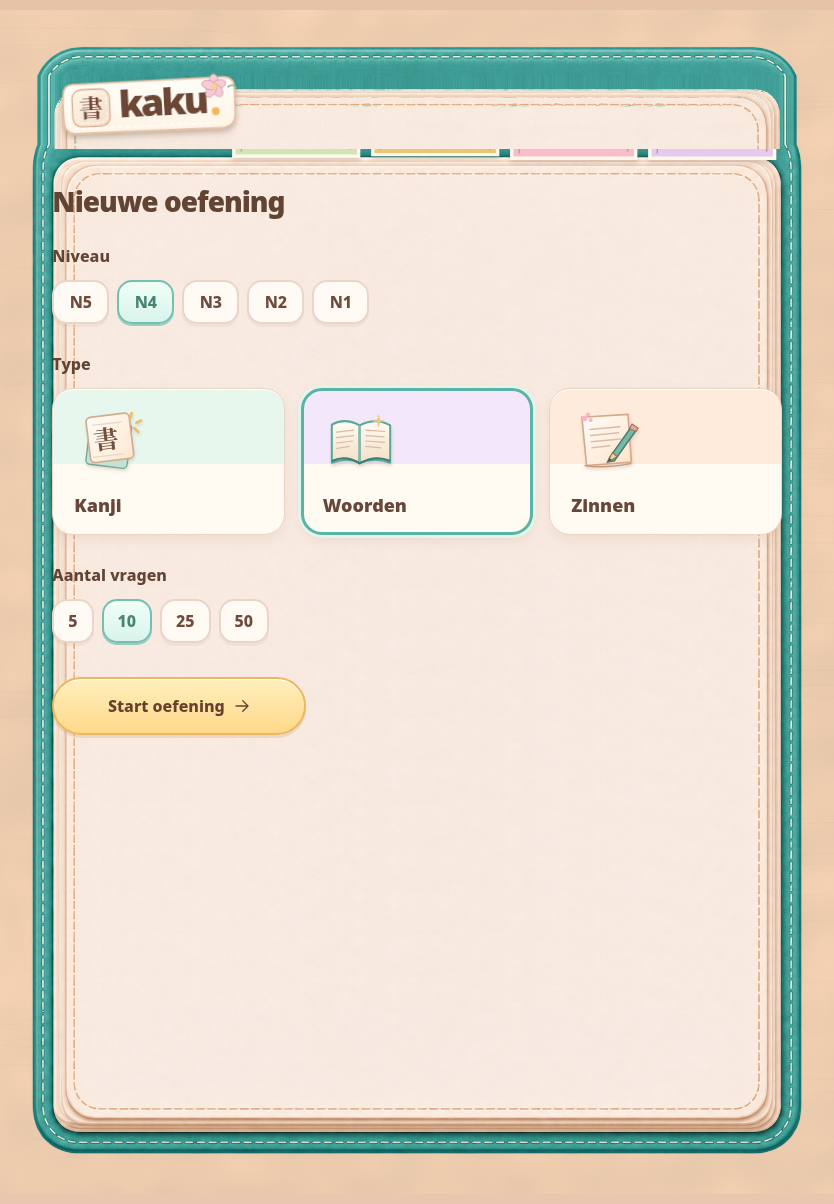 書 kaku.
Nieuwe oefening
Niveau
N5 N4 N3 N2 N1
Type
書
Kanji Woorden Zinnen
Aantal vragen
5 10 25 50
Start oefening →